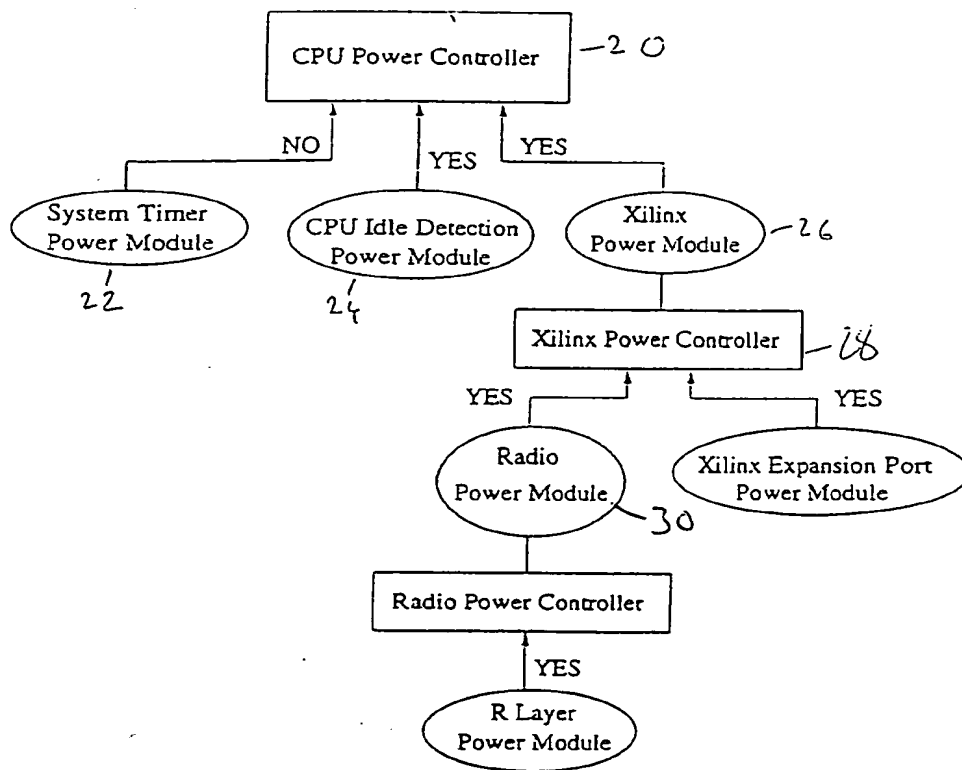 CPU Power Controller
20
NO
YES
YES
System Timer
Power Module
22
CPU Idle Detection
Power Module
24
Xilinx
Power Module
26
Xilinx Power Controller
28
YES
YES
Radio
Power Module
30
Xilinx Expansion Port
Power Module
Radio Power Controller
YES
R Layer
Power Module